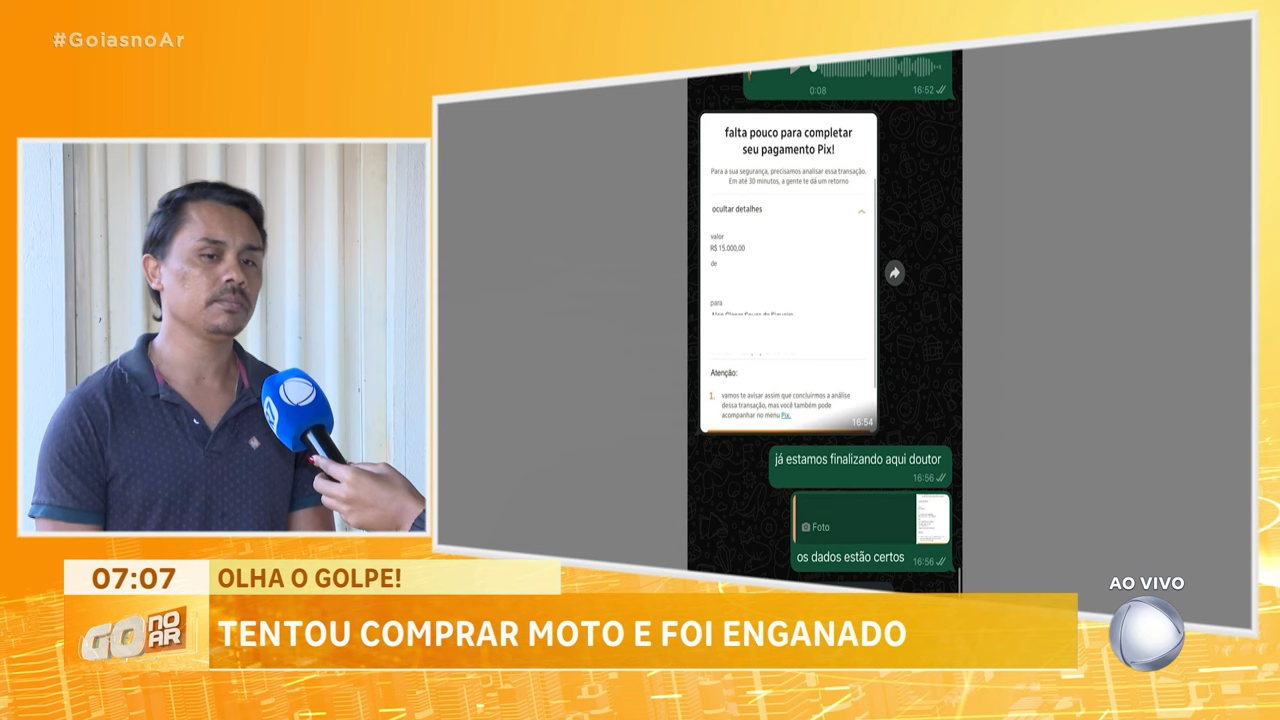 #GoiasnoAr
0:08
16:52
falta pouco para completar
seu pagamento Pix!
Para a sua segurança, precisamos analisar essa transação.
Em até 30 minutos, a gente te dá um retorno
ocultar detalhes
valor
R$ 15.000,00
de
para
Atenção:
1. vamos te avisar assim que concluirmos a análise
dessa transação, mas você também pode
acompanhar no menu Pix.
16:54
já estamos finalizando aqui doutor
16:56
Foto
os dados estão certos
16:56
07:07
OLHA O GOLPE!
GO NO AR
TENTOU COMPRAR MOTO E FOI ENGANADO
AO VIVO